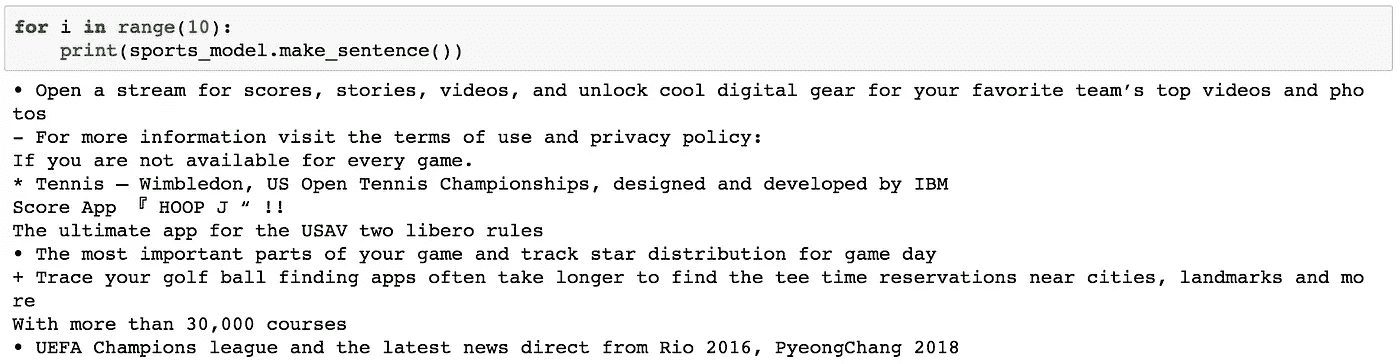 for i in range(10):
    print(sports_model.make_sentence())
• Open a stream for scores, stories, videos, and unlock cool digital gear for your favorite team’s top videos and pho
tos
– For more information visit the terms of use and privacy policy:
If you are not available for every game.
* Tennis – Wimbledon, US Open Tennis Championships, designed and developed by IBM
Score App 『 HOOP J “ !!
The ultimate app for the USAV two libero rules
• The most important parts of your game and track star distribution for game day
+ Trace your golf ball finding apps often take longer to find the tee time reservations near cities, landmarks and mo
re
With more than 30,000 courses
• UEFA Champions league and the latest news direct from Rio 2016, PyeongChang 2018